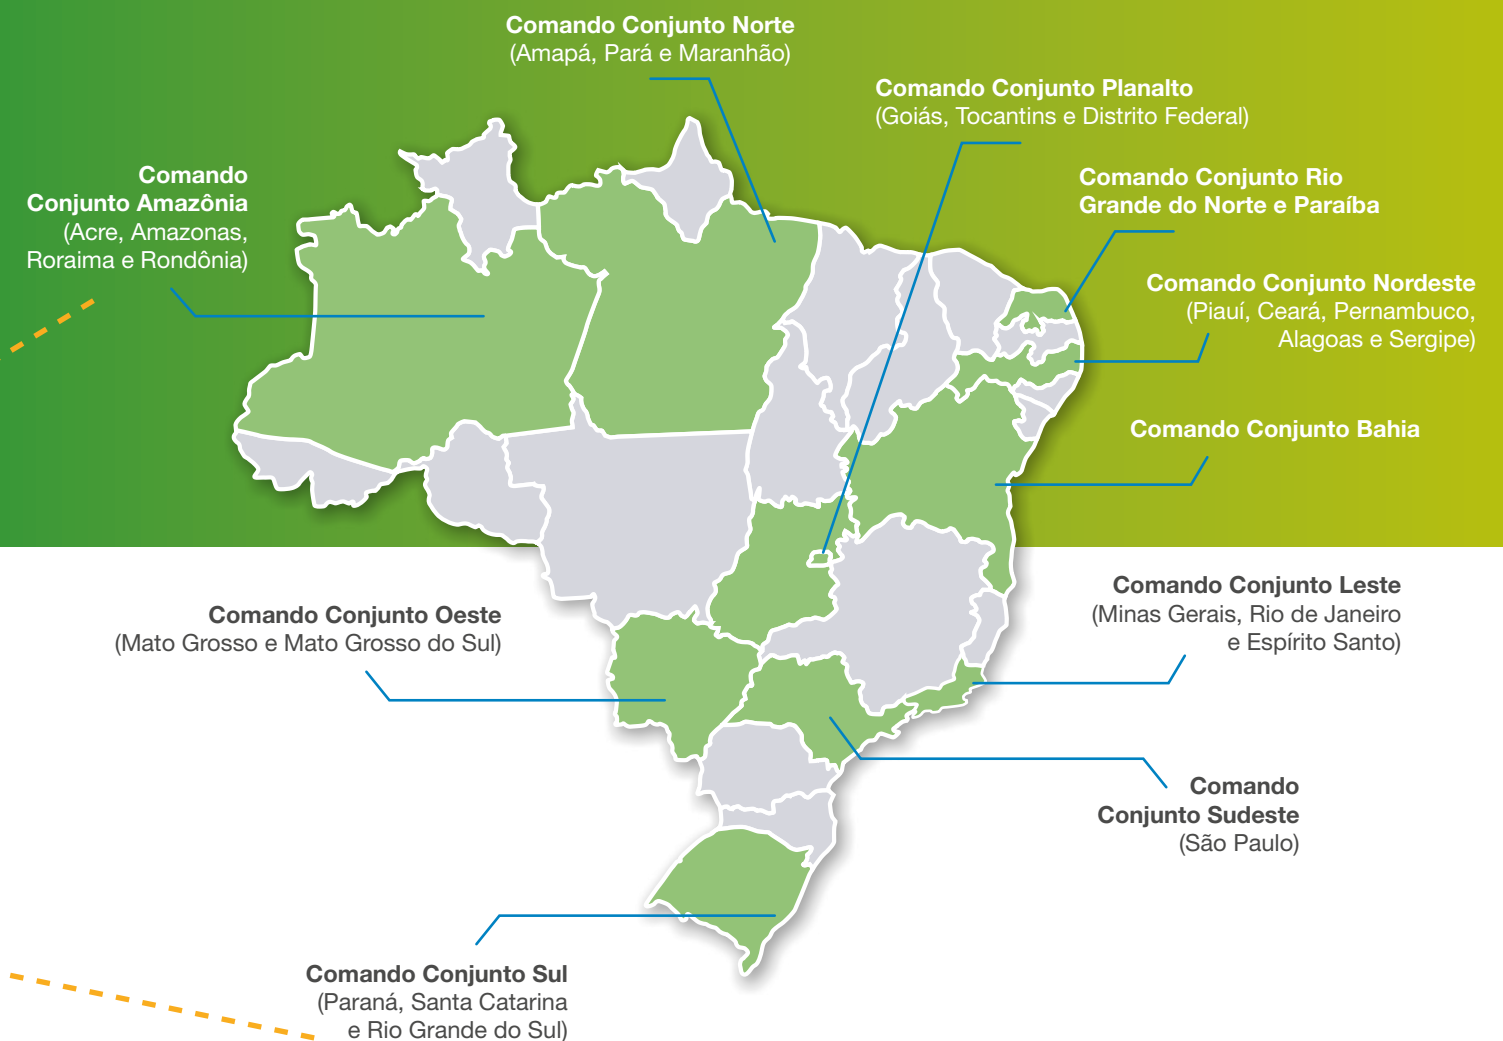 Comando Conjunto Norte
(Amapá, Pará e Maranhão)
Comando Conjunto Planalto
(Goiás, Tocantins e Distrito Federal)
Comando
Conjunto Amazônia
(Acre, Amazonas,
Roraima e Rondônia)
Comando Conjunto Rio
Grande do Norte e Paraíba
Comando Conjunto Nordeste
(Piauí, Ceará, Pernambuco,
Alagoas e Sergipe)
Comando Conjunto Bahia
Comando Conjunto Leste
(Minas Gerais, Rio de Janeiro
e Espírito Santo)
Comando Conjunto Oeste
(Mato Grosso e Mato Grosso do Sul)
Comando
Conjunto Sudeste
(São Paulo)
Comando Conjunto Sul
(Paraná, Santa Catarina
e Rio Grande do Sul)